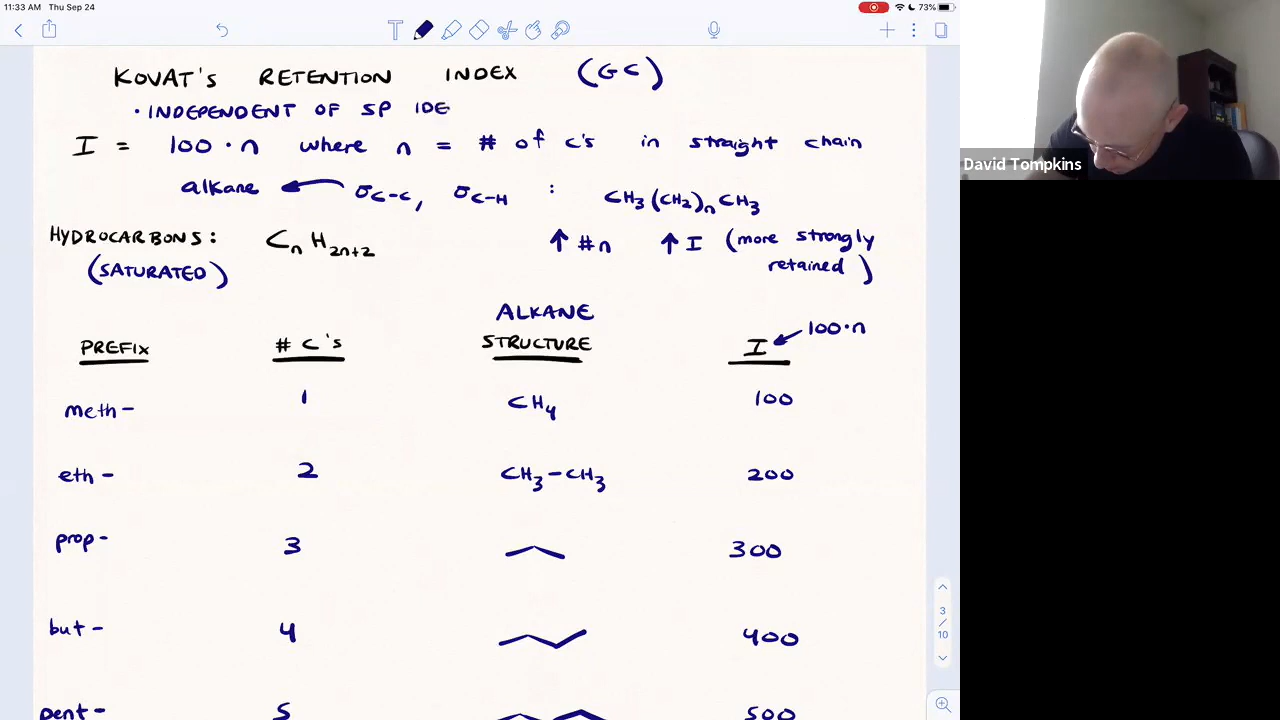 11:33 AM Thu Sep 24
73%
KOVAT'S RETENTION INDEX (GC)
• INDEPENDENT OF SP IDE
I = 100 · n where n = # of C's in straight chain
alkane ← σC-C, σC-H : CH3(CH2)nCH3
HYDROCARBONS: CnH2n+2 ↑ #n ↑ I (more strongly
(SATURATED) retained)
ALKANE
PREFIX # C's STRUCTURE I ← 100·n
meth- 1 CH4 100
eth- 2 CH3-CH3 200
prop- 3 300
but- 4 400
pent- 5 500
3
/
10
David Tompkins